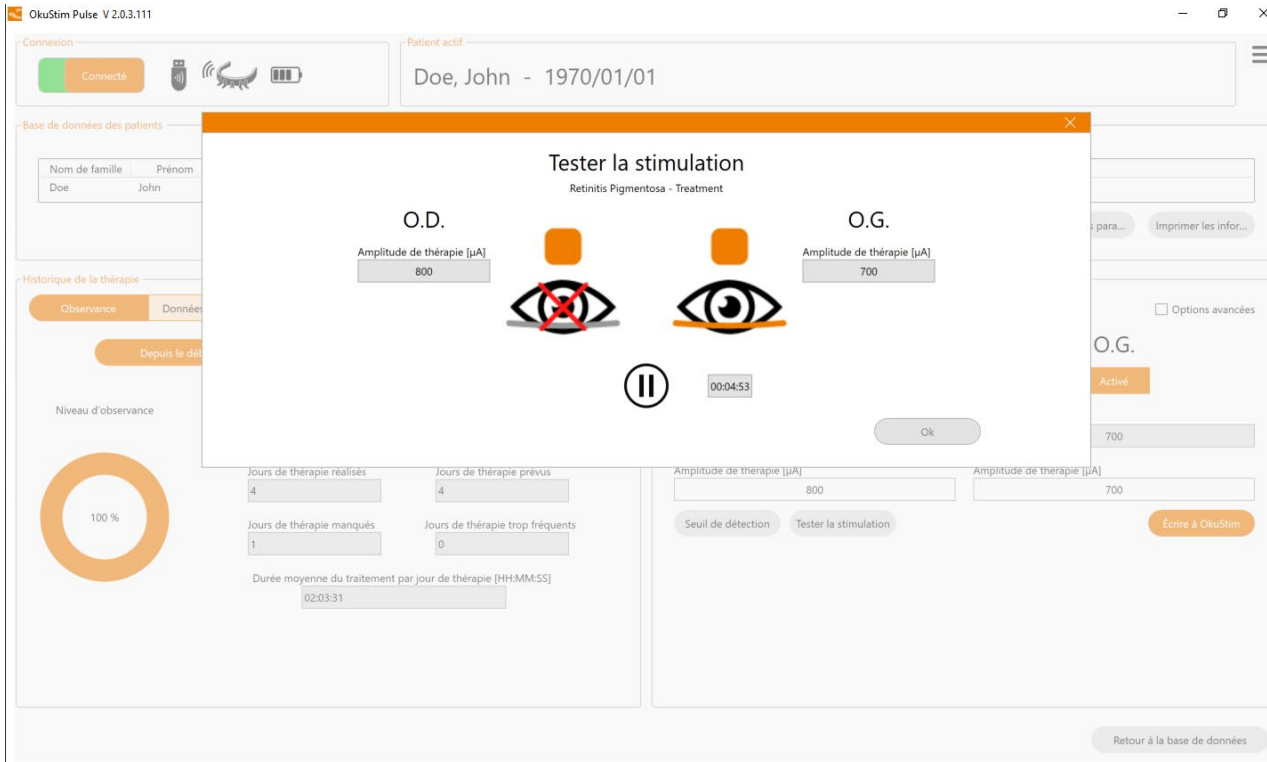 OkuStim Pulse V 2.0.3.111
Connexion
Connecté
Patient actif
Doe, John - 1970/01/01
Base de données des patients
Nom de famille Prénom
Doe John
para...
Imprimer les infor...
Tester la stimulation
Retinitis Pigmentosa - Treatment
O.D.
Amplitude de thérapie [µA]
800
O.G.
Amplitude de thérapie [µA]
700
00:04:53
Ok
Historique de la thérapie
Observance
Données
Depuis le dé
Niveau d'observance
100 %
Jours de thérapie réalisés
4
Jours de thérapie prévus
4
Jours de thérapie manqués
1
Jours de thérapie trop fréquents
0
Durée moyenne du traitement par jour de thérapie [HH:MM:SS]
02:03:31
Options avancées
O.G.
Activé
700
Amplitude de thérapie [µA]
800
Amplitude de thérapie [µA]
700
Seuil de détection
Tester la stimulation
Écrire à OkuStim
Retour à la base de données